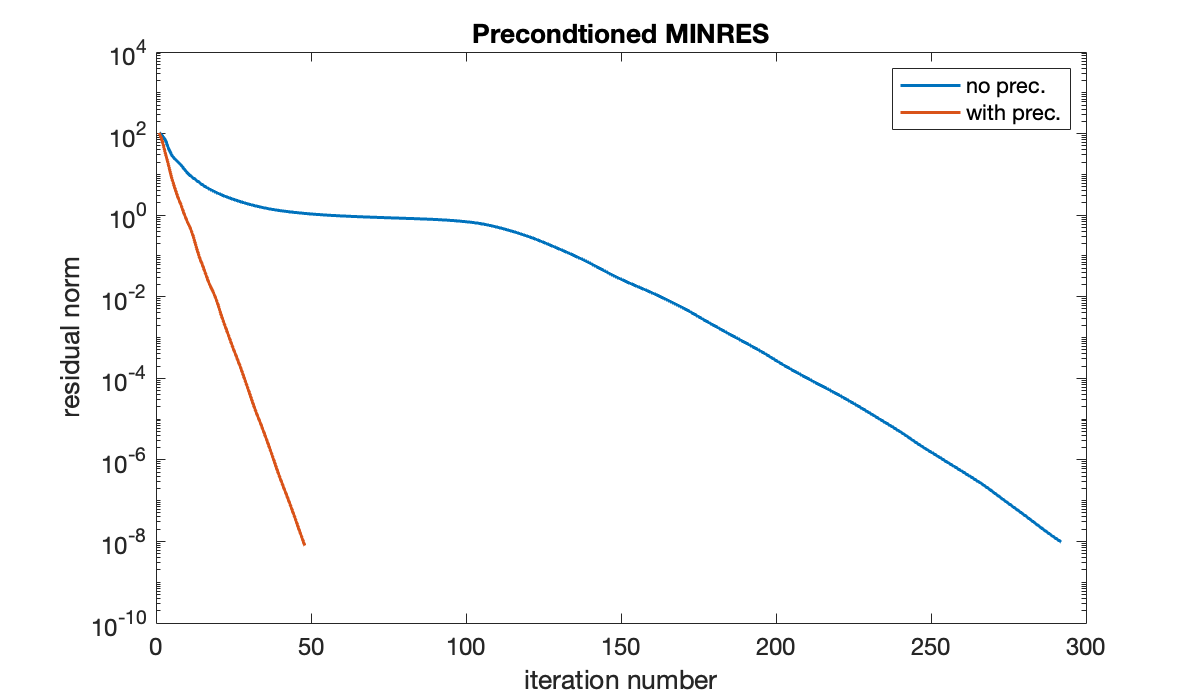 Precondtioned MINRES
no prec.
with prec.
residual norm
10^4
10^2
10^0
10^-2
10^-4
10^-6
10^-8
10^-10
0 50 100 150 200 250 300
iteration number